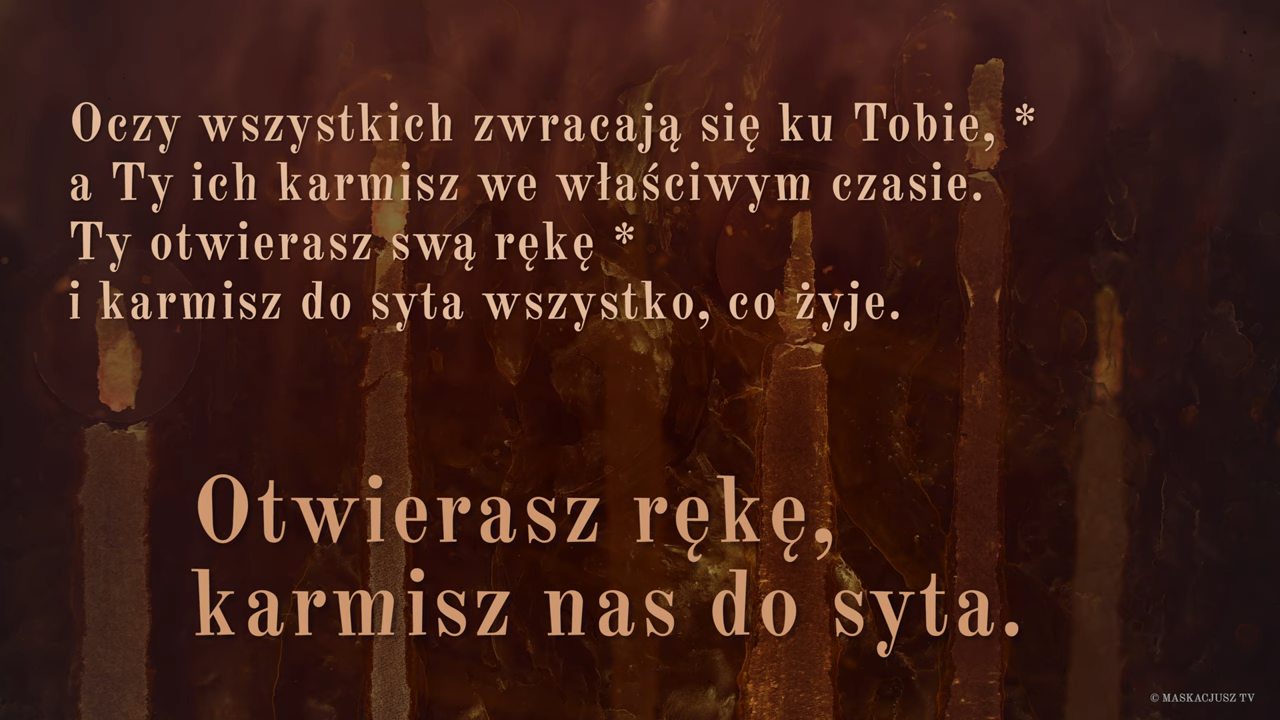 Oczy wszystkich zwracają się ku Tobie, *
a Ty ich karmisz we właściwym czasie.
Ty otwierasz swą rękę *
i karmisz do syta wszystko, co żyje.
Otwierasz rękę,
karmisz nas do syta.
© MASKACJUSZ TV